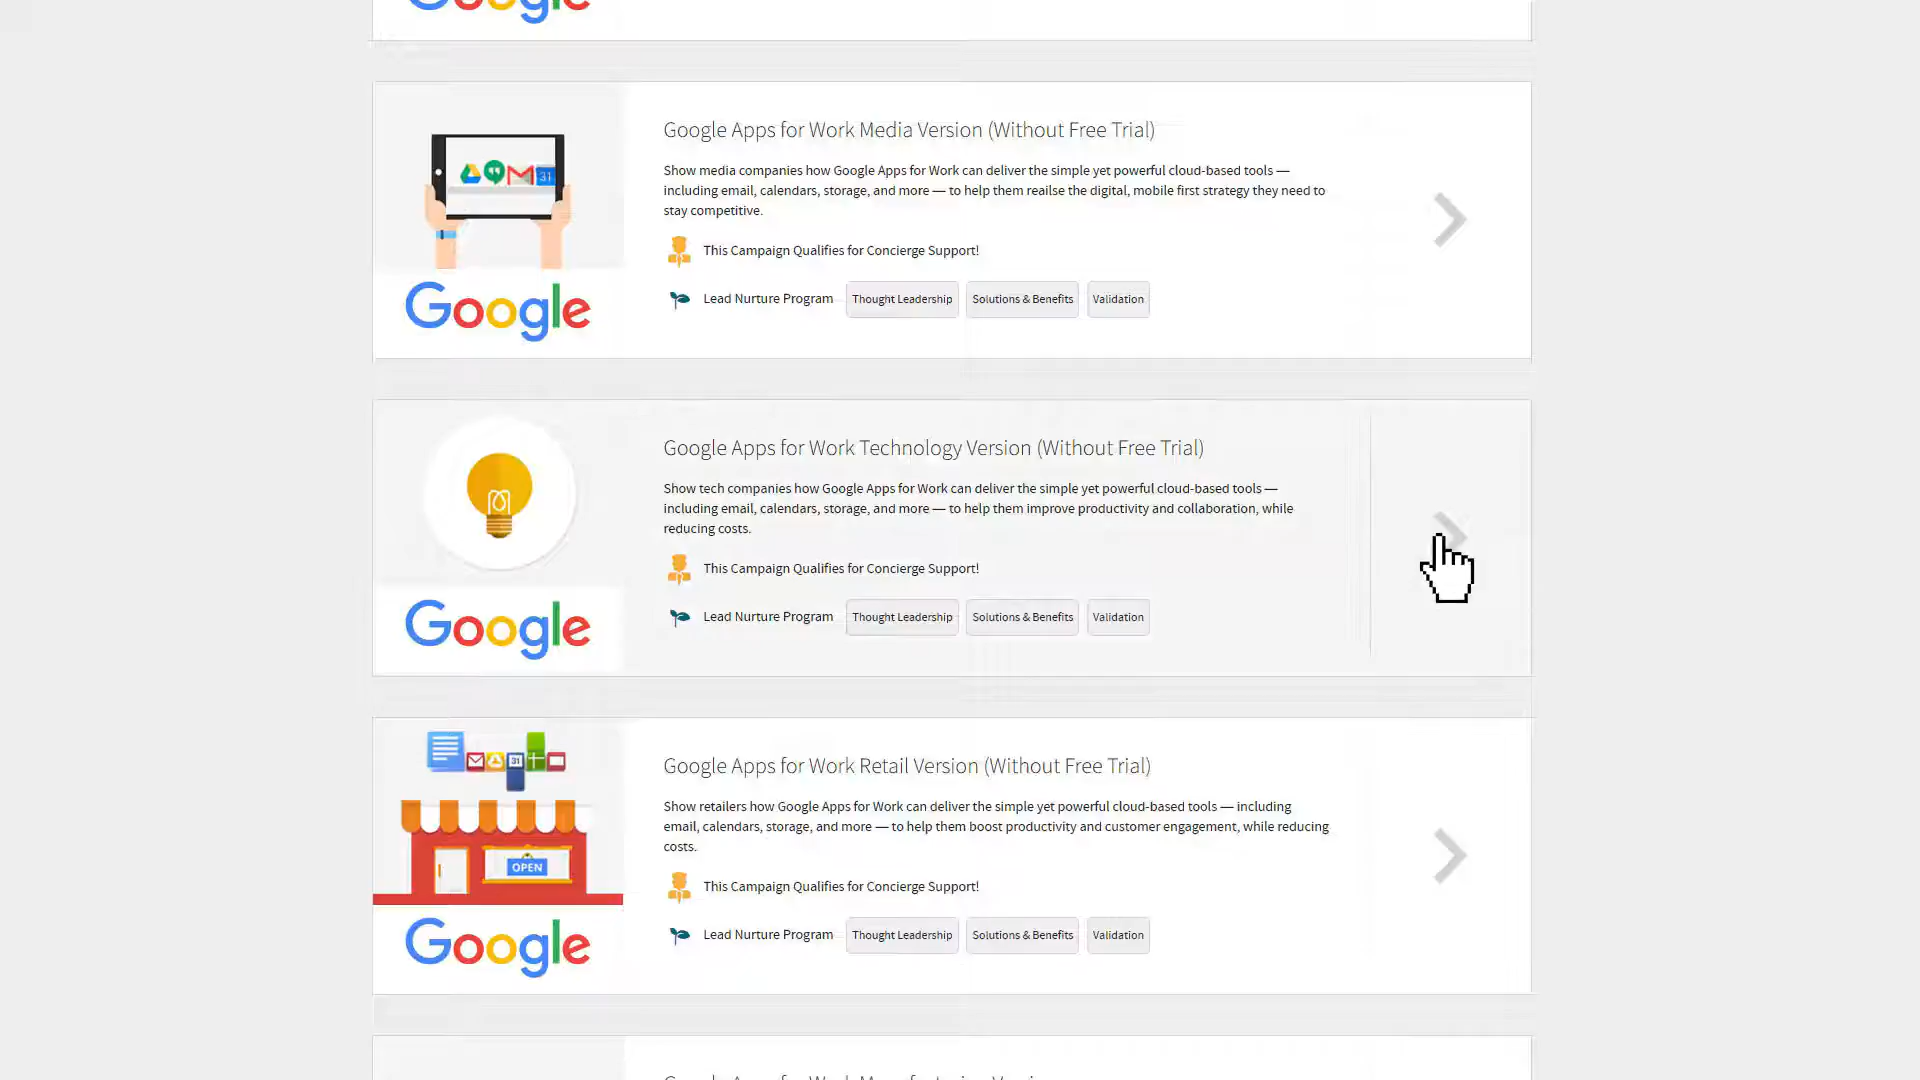 Google
Google Apps for Work Media Version (Without Free Trial)
Show media companies how Google Apps for Work can deliver the simple yet powerful cloud-based tools —
including email, calendars, storage, and more — to help them realise the digital, mobile first strategy they need to
stay competitive.
This Campaign Qualifies for Concierge Support!
Lead Nurture Program Thought Leadership Solutions & Benefits Validation
31
Google
Google Apps for Work Technology Version (Without Free Trial)
Show tech companies how Google Apps for Work can deliver the simple yet powerful cloud-based tools —
including email, calendars, storage, and more — to help them improve productivity and collaboration, while
reducing costs.
This Campaign Qualifies for Concierge Support!
Lead Nurture Program Thought Leadership Solutions & Benefits Validation
Google
Google Apps for Work Retail Version (Without Free Trial)
Show retailers how Google Apps for Work can deliver the simple yet powerful cloud-based tools — including
email, calendars, storage, and more — to help them boost productivity and customer engagement, while reducing
costs.
This Campaign Qualifies for Concierge Support!
Lead Nurture Program Thought Leadership Solutions & Benefits Validation
31
OPEN
Google